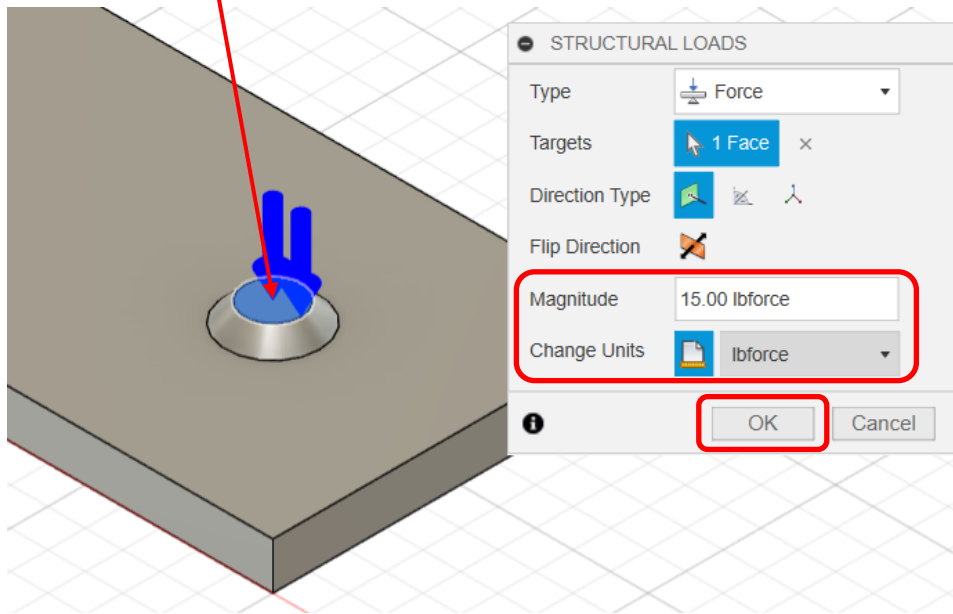 STRUCTURAL LOADS
Type Force
Targets 1 Face
Direction Type
Flip Direction
Magnitude 15.00 lbforce
Change Units lbforce
OK Cancel